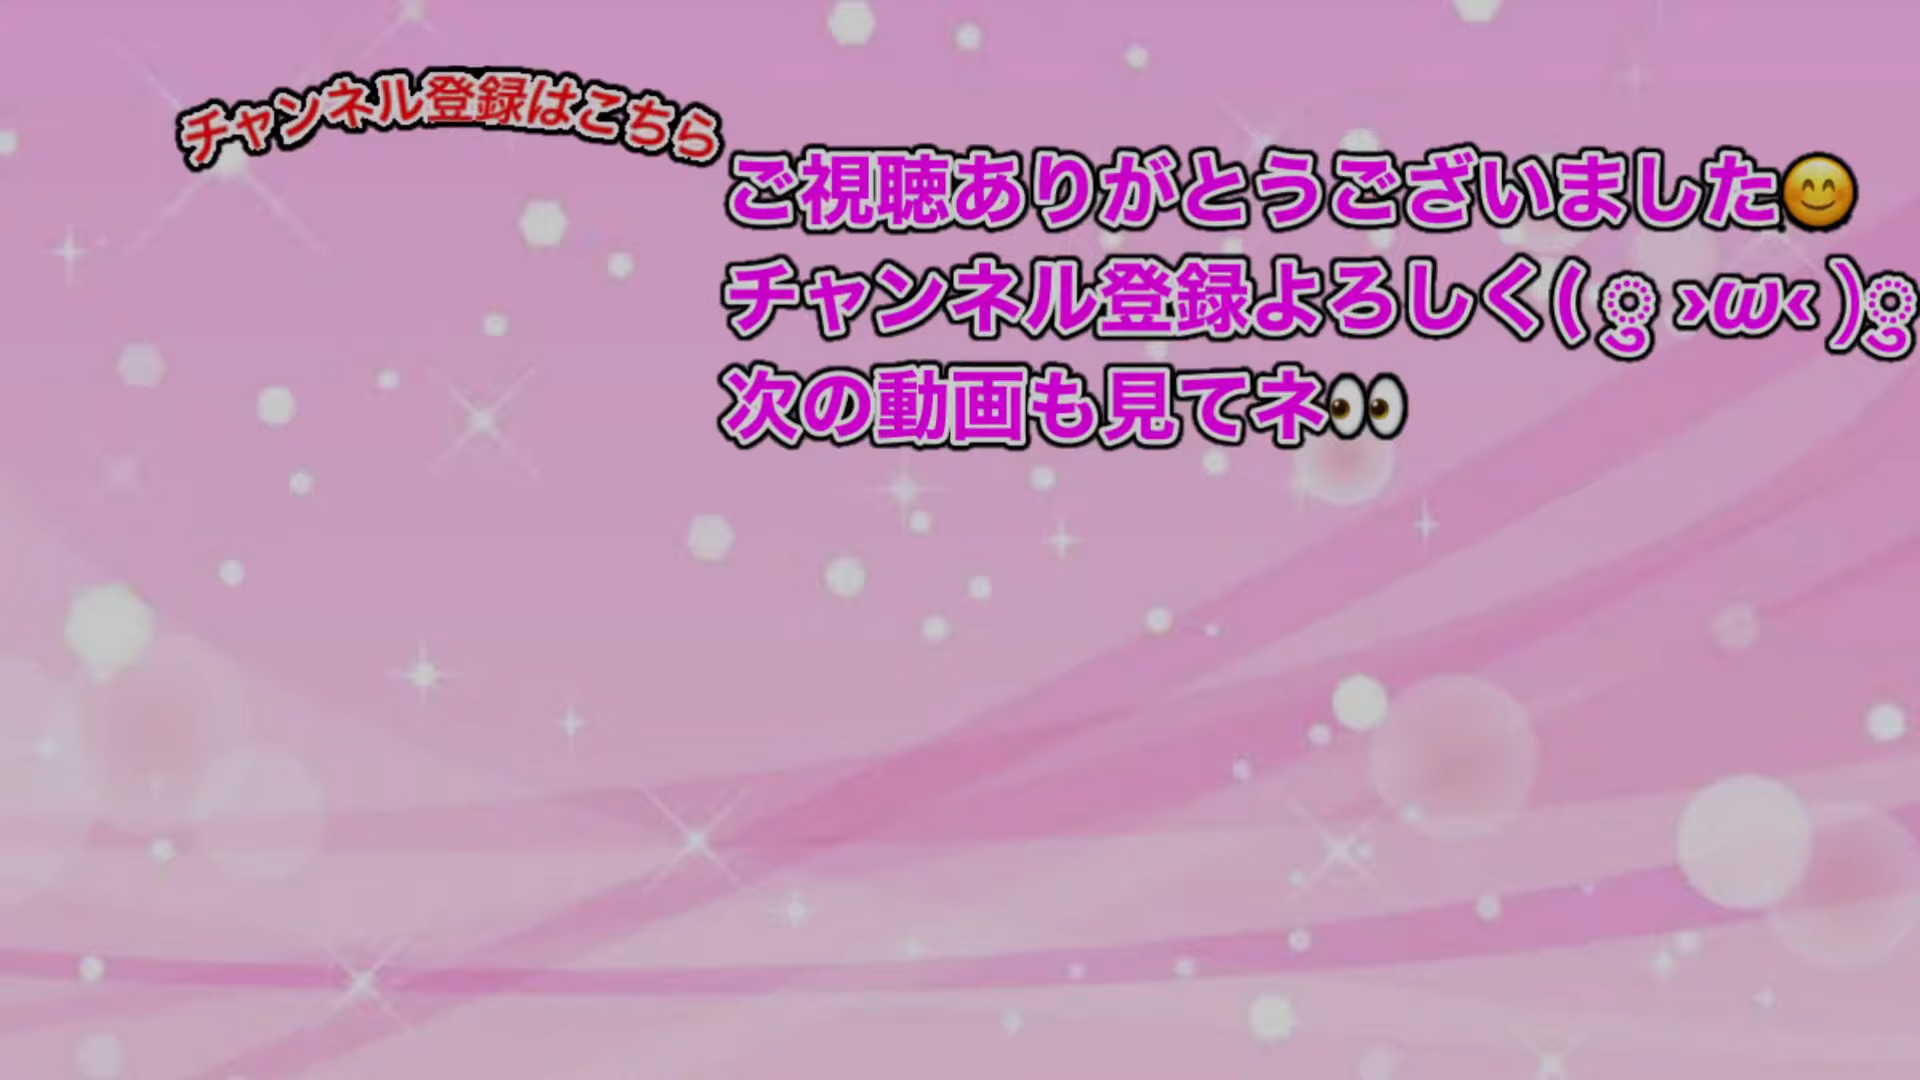 チャンネル登録はこちら
ご視聴ありがとうございました😊
チャンネル登録よろしく( ु ›ω‹ )ु
次の動画も見てネ👀